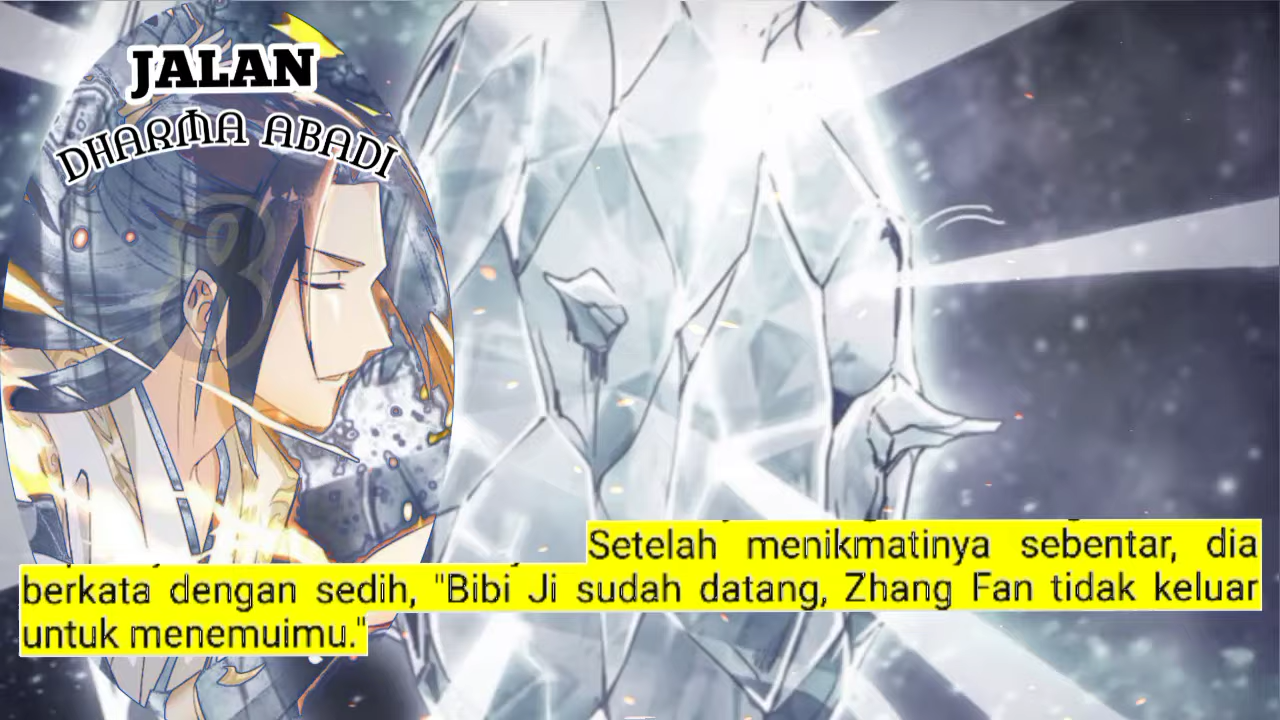 JALAN
DHARMA ABADI
Setelah menikmatinya sebentar, dia
berkata dengan sedih, "Bibi Ji sudah datang, Zhang Fan tidak keluar
untuk menemuimu."